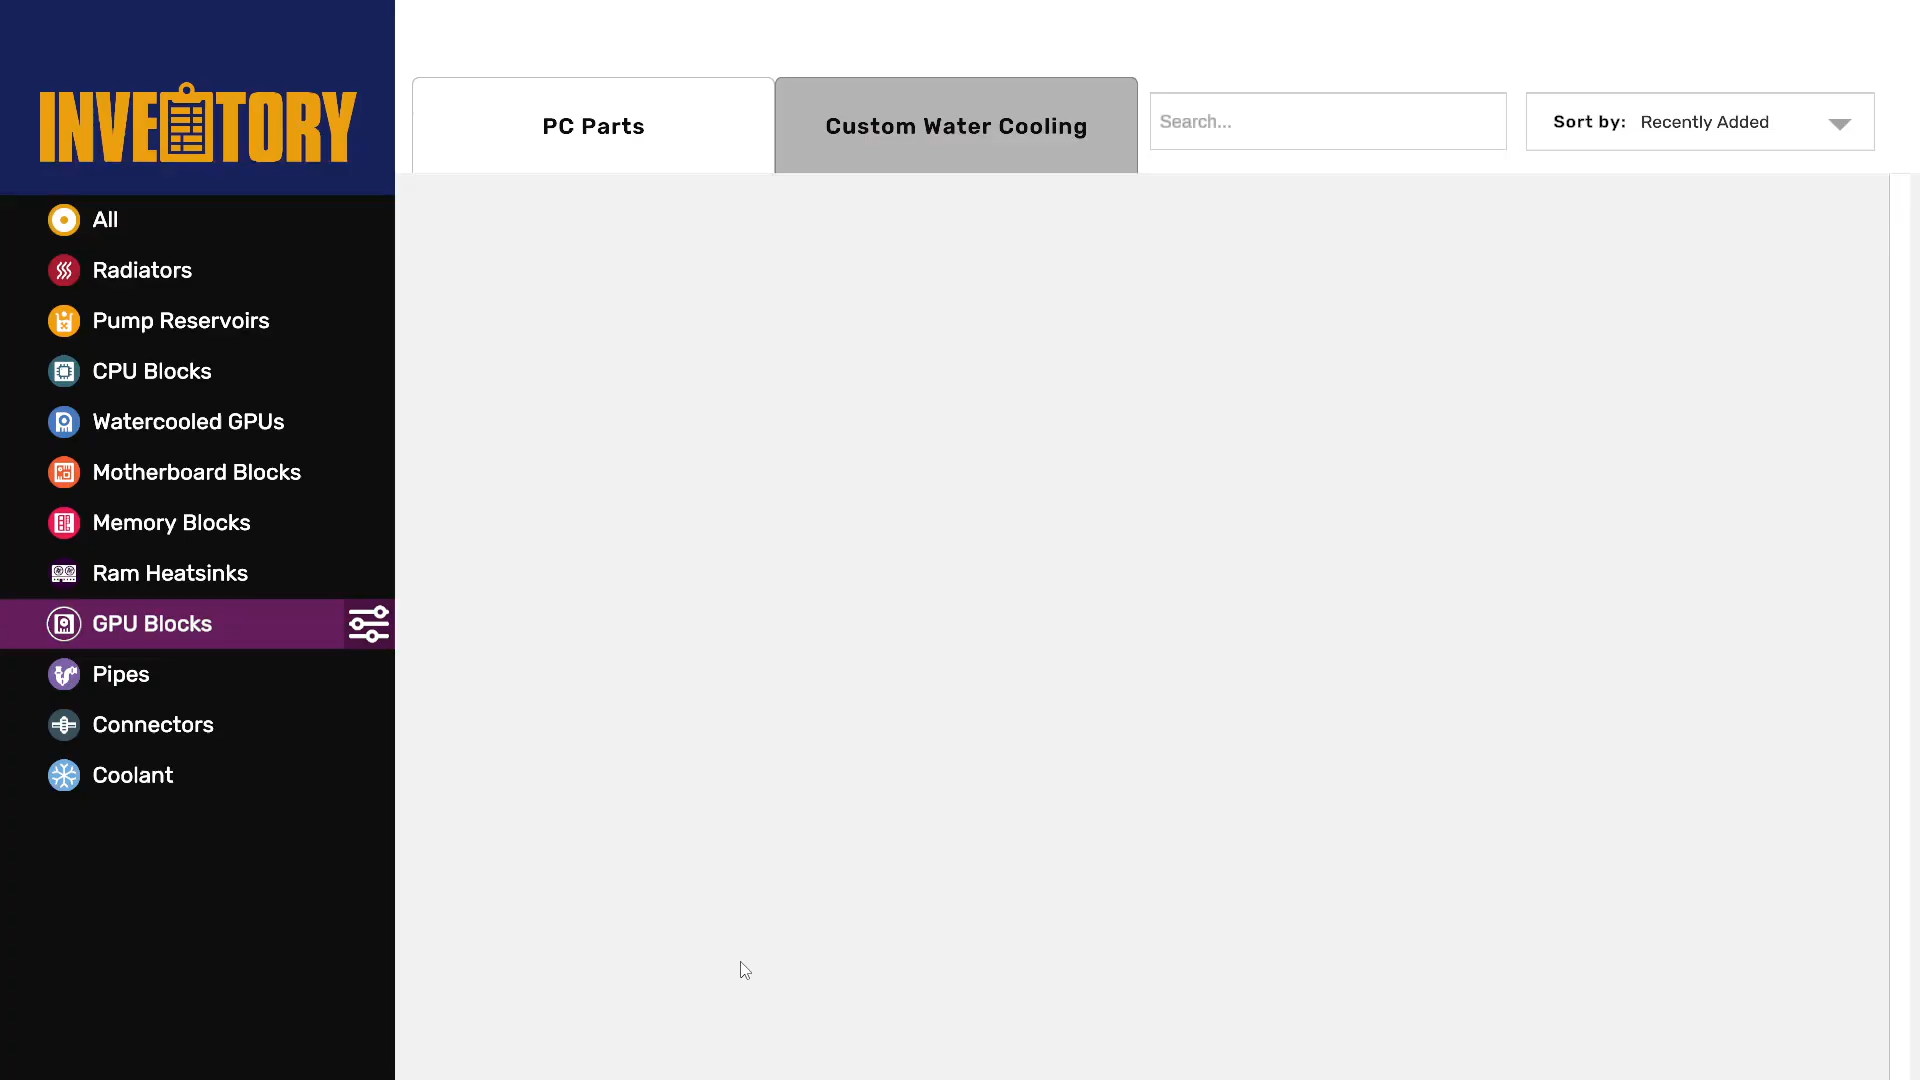 INVENTORY
PC Parts
Custom Water Cooling
Search...
Sort by: Recently Added
All
Radiators
Pump Reservoirs
CPU Blocks
Watercooled GPUs
Motherboard Blocks
Memory Blocks
Ram Heatsinks
GPU Blocks
Pipes
Connectors
Coolant